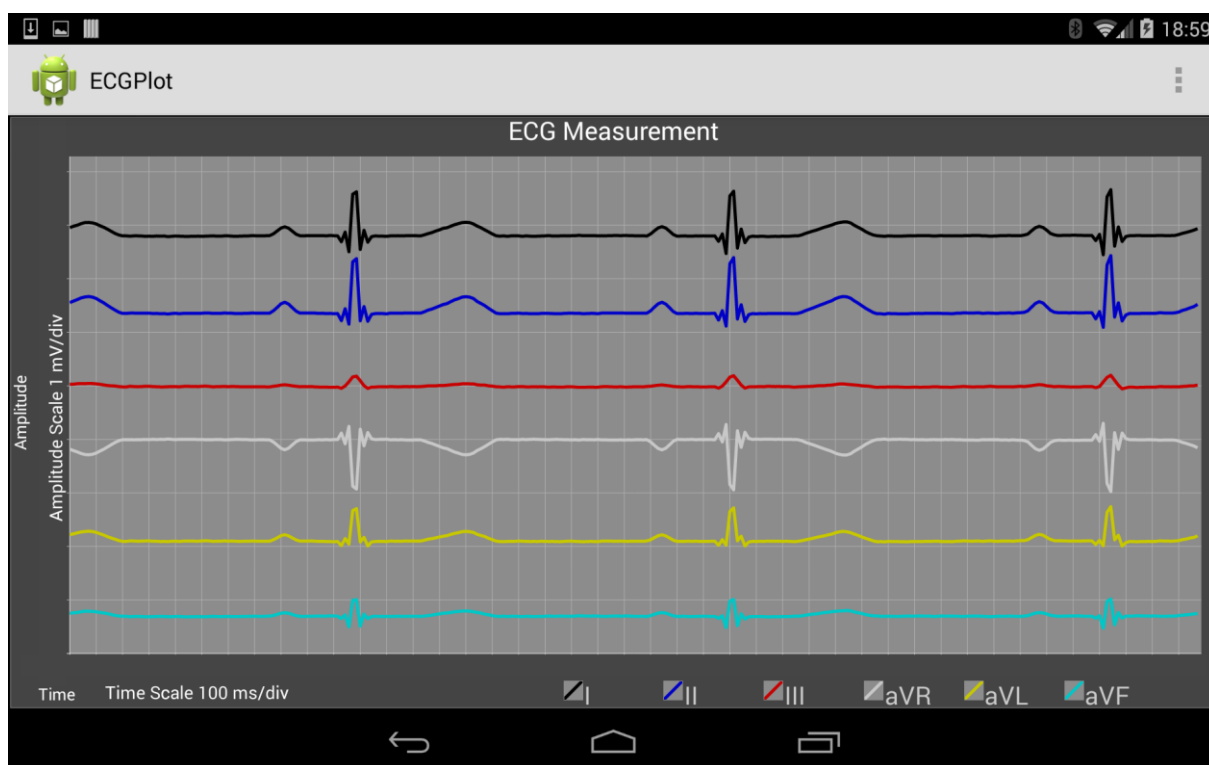 18:59
ECGPlot
ECG Measurement
Amplitude
Amplitude Scale 1 mV/div
Time
Time Scale 100 ms/div
I
II
III
aVR
aVL
aVF